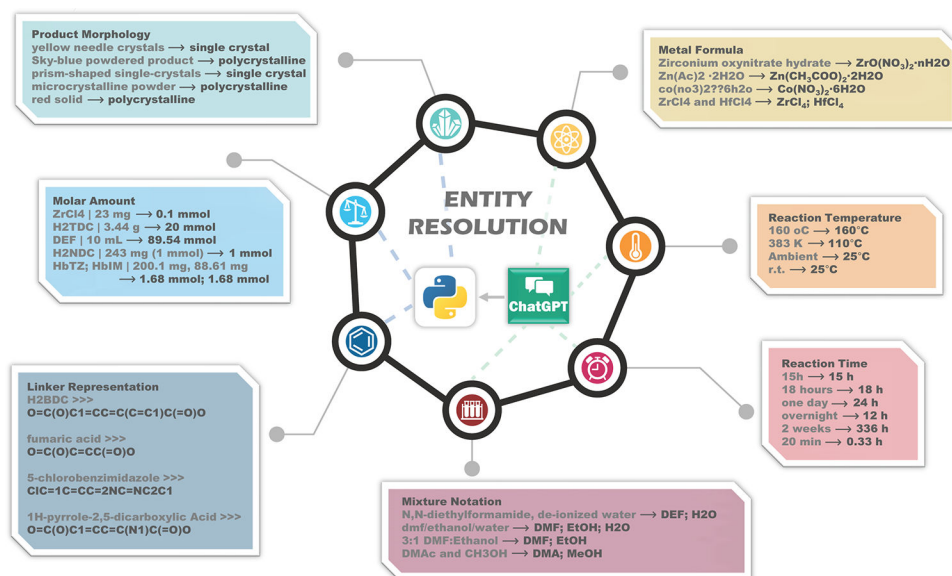 Product Morphology
yellow needle crystals ⟶ single crystal
Sky-blue powdered product ⟶ polycrystalline
prism-shaped single-crystals ⟶ single crystal
microcrystalline powder ⟶ polycrystalline
red solid ⟶ polycrystalline
Metal Formula
Zirconium oxynitrate hydrate ⟶ ZrO(NO₃)₂·nH2O
Zn(Ac)2 ·2H2O ⟶ Zn(CH₃COO)₂·2H2O
co(no3)2??6h2o ⟶ Co(NO₃)₂·6H2O
ZrCl4 and HfCl4 ⟶ ZrCl₄; HfCl₄
Molar Amount
ZrCl4 | 23 mg ⟶ 0.1 mmol
H2TDC | 3.44 g ⟶ 20 mmol
DEF | 10 mL ⟶ 89.54 mmol
H2NDC | 243 mg (1 mmol) ⟶ 1 mmol
HbTZ; HbIM | 200.1 mg, 88.61 mg
⟶ 1.68 mmol; 1.68 mmol
ENTITY
RESOLUTION
ChatGPT
Reaction Temperature
160 oC ⟶ 160°C
383 K ⟶ 110°C
Ambient ⟶ 25°C
r.t. ⟶ 25°C
Linker Representation
H2BDC >>>
O=C(O)C1=CC=C(C=C1)C(=O)O
fumaric acid >>>
O=C(O)C=CC(=O)O
5-chlorobenzimidazole >>>
ClC=1C=CC=2NC=NC2C1
1H-pyrrole-2,5-dicarboxylic Acid >>>
O=C(O)C1=CC=C(N1)C(=O)O
Reaction Time
15h ⟶ 15 h
18 hours ⟶ 18 h
one day ⟶ 24 h
overnight ⟶ 12 h
2 weeks ⟶ 336 h
20 min ⟶ 0.33 h
Mixture Notation
N,N-diethylformamide, de-ionized water ⟶ DEF; H2O
dmf/ethanol/water ⟶ DMF; EtOH; H2O
3:1 DMF:Ethanol ⟶ DMF; EtOH
DMAc and CH3OH ⟶ DMA; MeOH